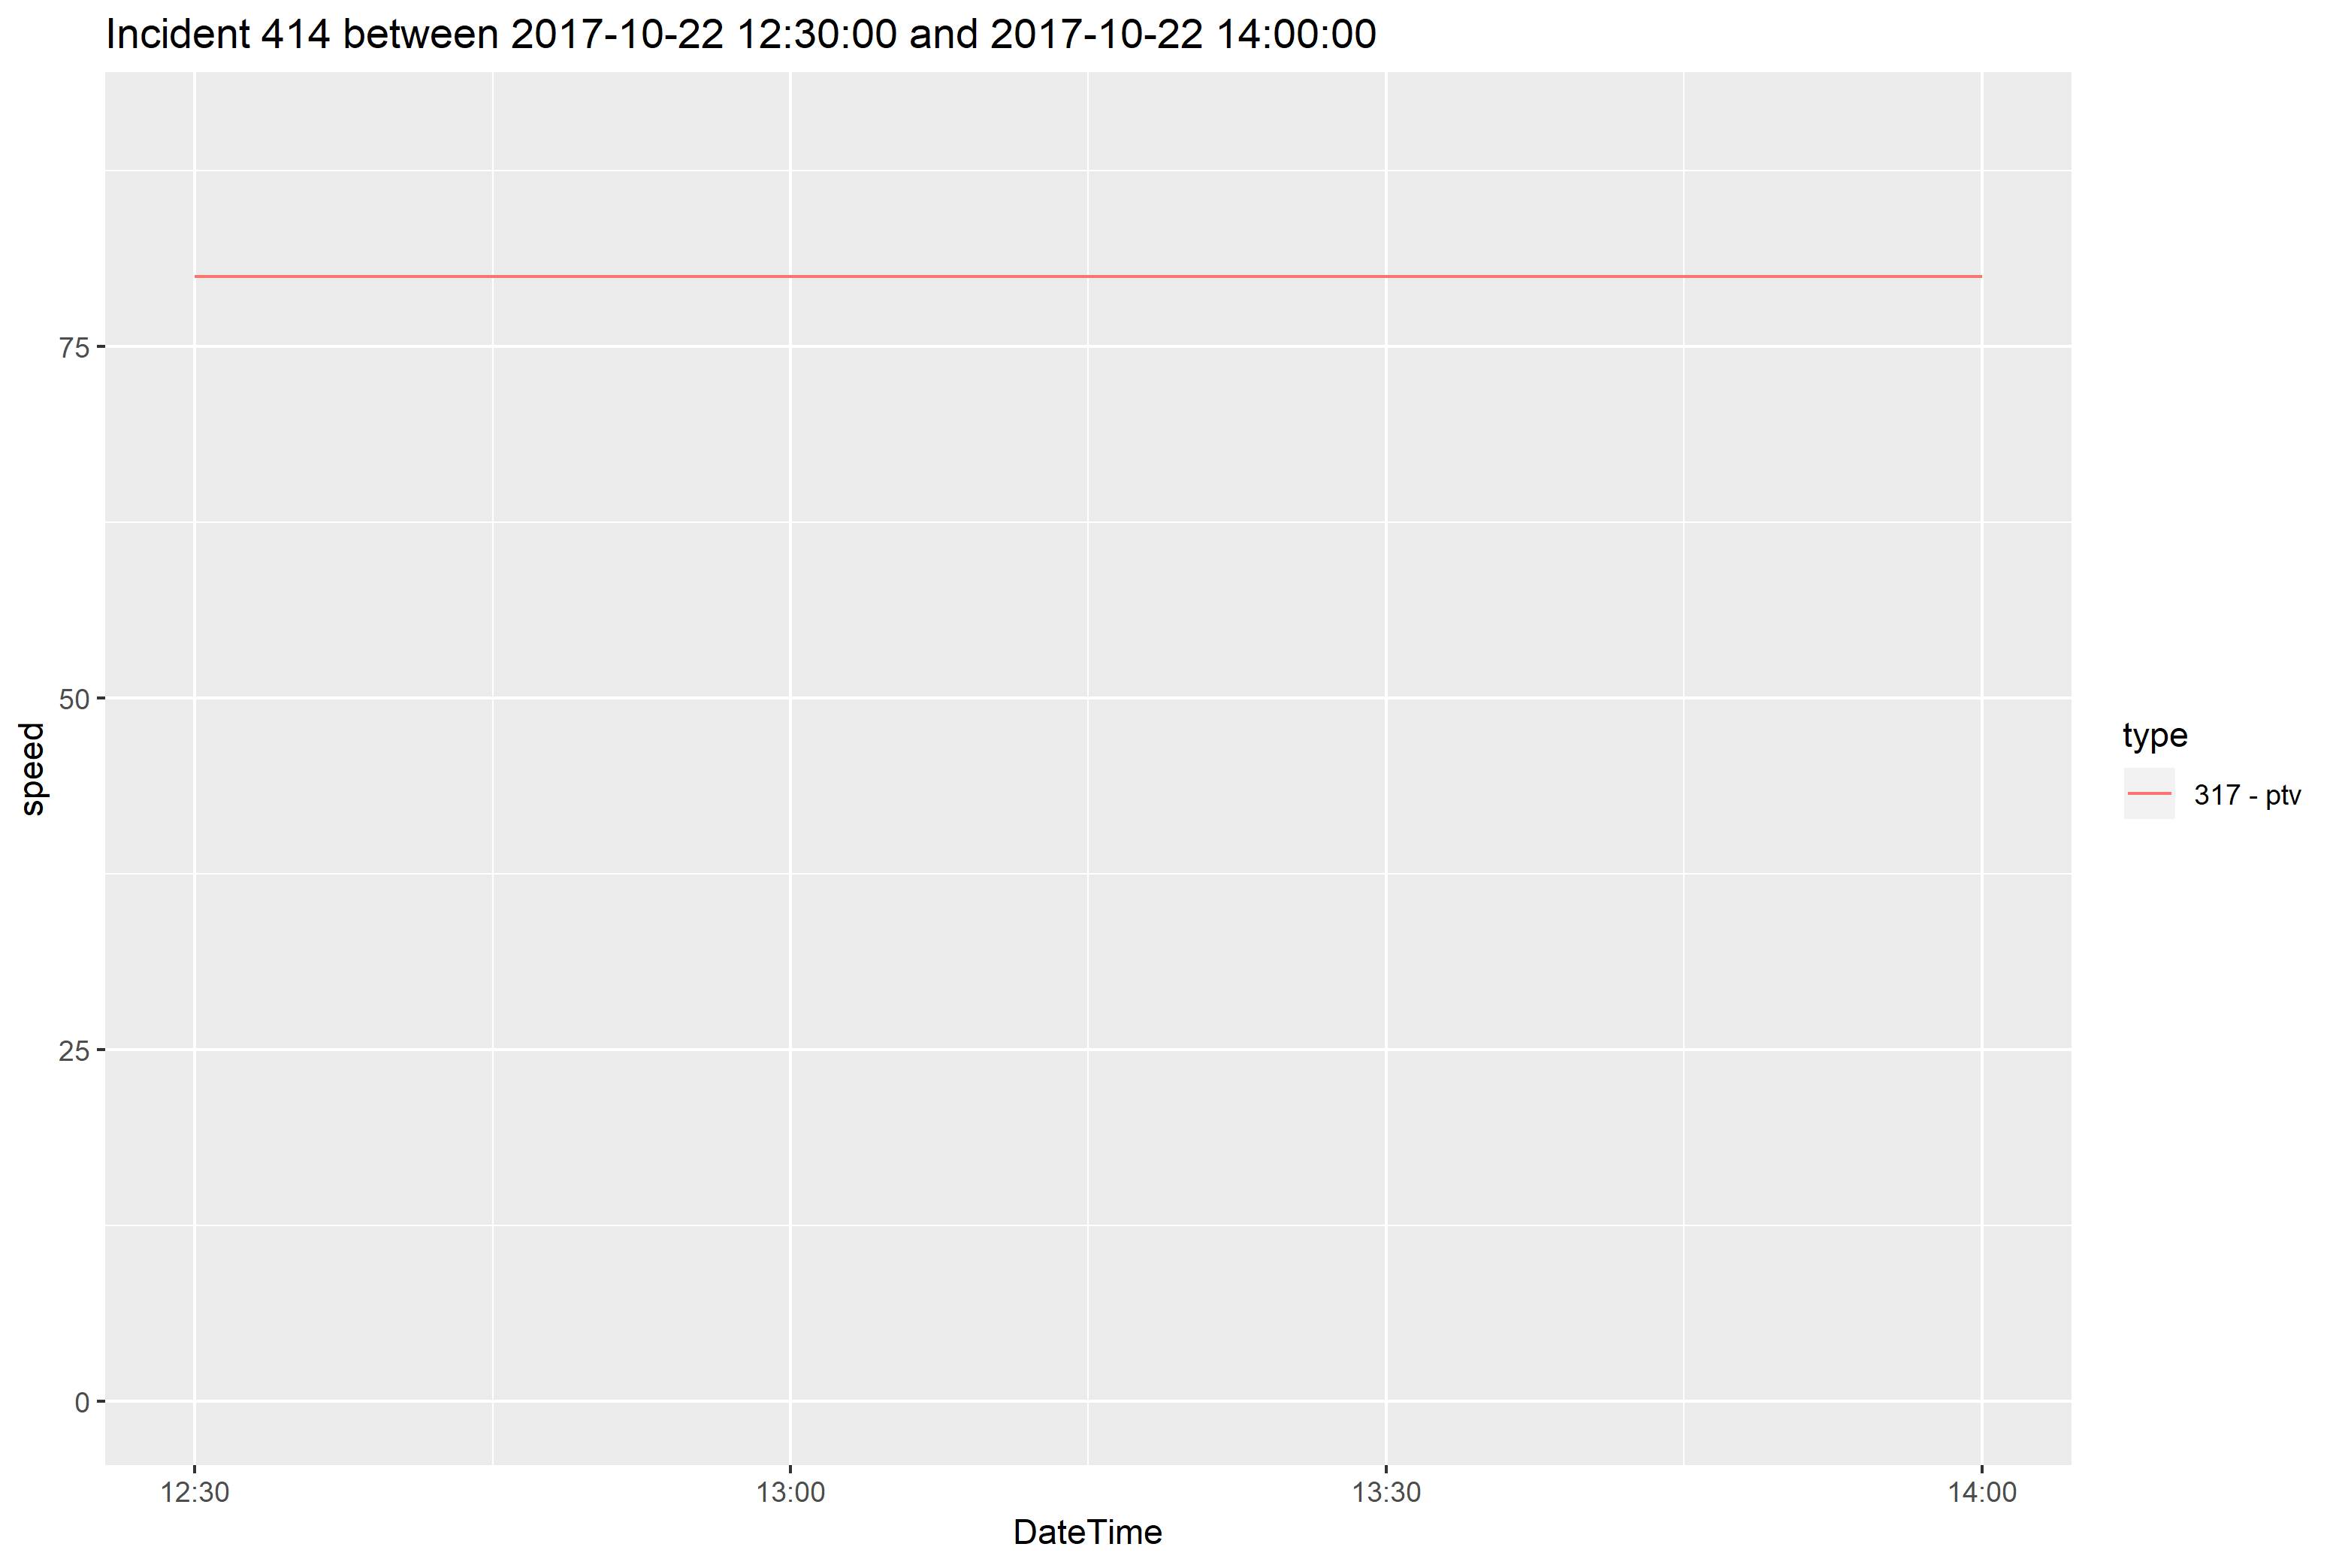 Incident 414 between 2017-10-22 12:30:00 and 2017-10-22 14:00:00
75
50
25
0
speed
12:30 13:00 13:30 14:00
DateTime
type
317 - ptv